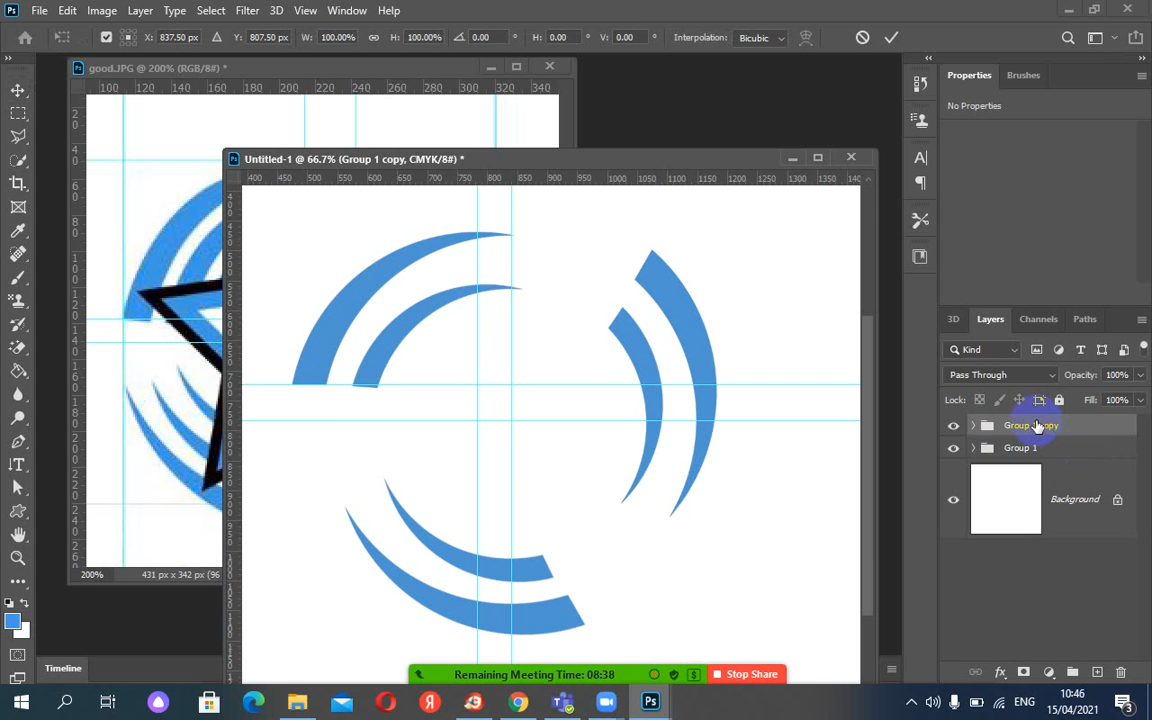 Ps File Edit Image Layer Type Select Filter 3D View Window Help
X: 837.50 px Y: 807.50 px W: 100.00% H: 100.00% 0.00 ° H: 0.00 ° V: 0.00 ° Interpolation: Bicubic
good.JPG @ 200% (RGB/8#) *
100 120 140 160 180 200 220 240 260 280 300 320 340
Untitled-1 @ 66.7% (Group 1 copy, CMYK/8#) *
400 450 500 550 600 650 700 750 800 850 900 950 1000 1050 1100 1150 1200 1250 1300 1350
200% 431 px x 342 px (96
Timeline
Properties Brushes
No Properties
3D Layers Channels Paths
Kind
Pass Through Opacity: 100%
Lock: Fill: 100%
Group 1 copy
Group 1
Background
Remaining Meeting Time: 08:38 Stop Share
ENG 10:46
15/04/2021 3